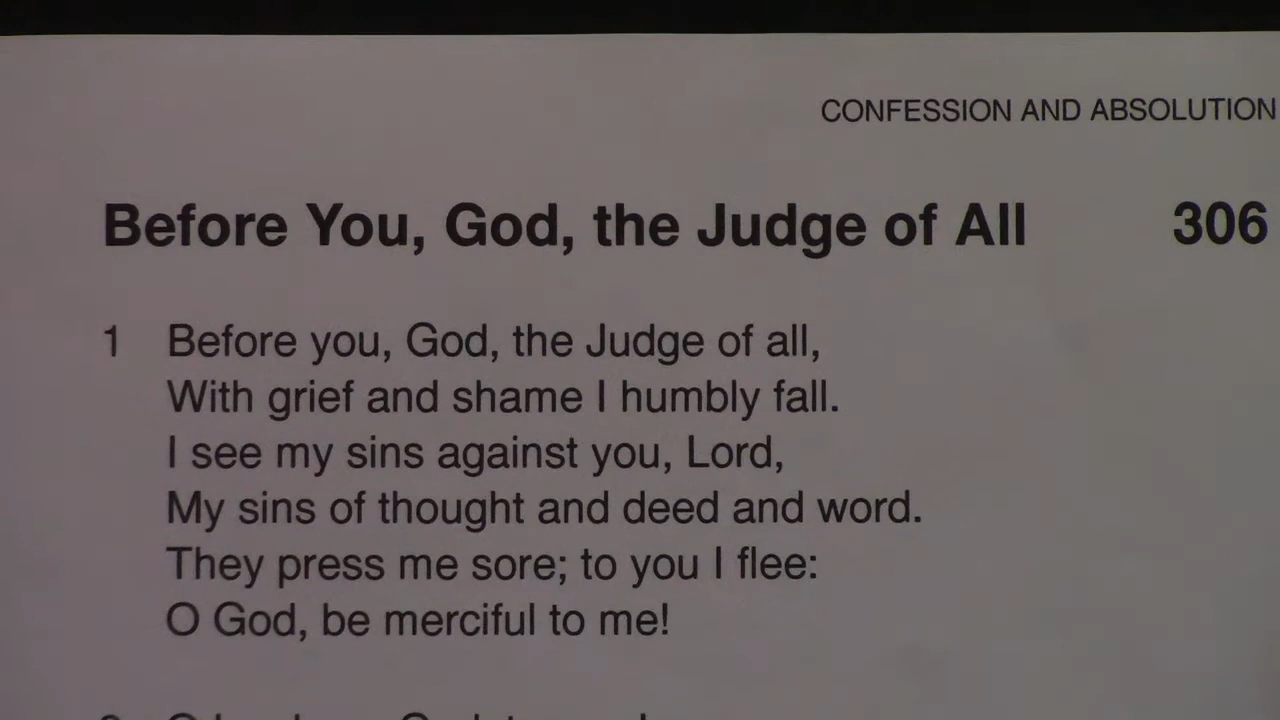 CONFESSION AND ABSOLUTION
Before You, God, the Judge of All 306
1 Before you, God, the Judge of all,
With grief and shame I humbly fall.
I see my sins against you, Lord,
My sins of thought and deed and word.
They press me sore; to you I flee:
O God, be merciful to me!